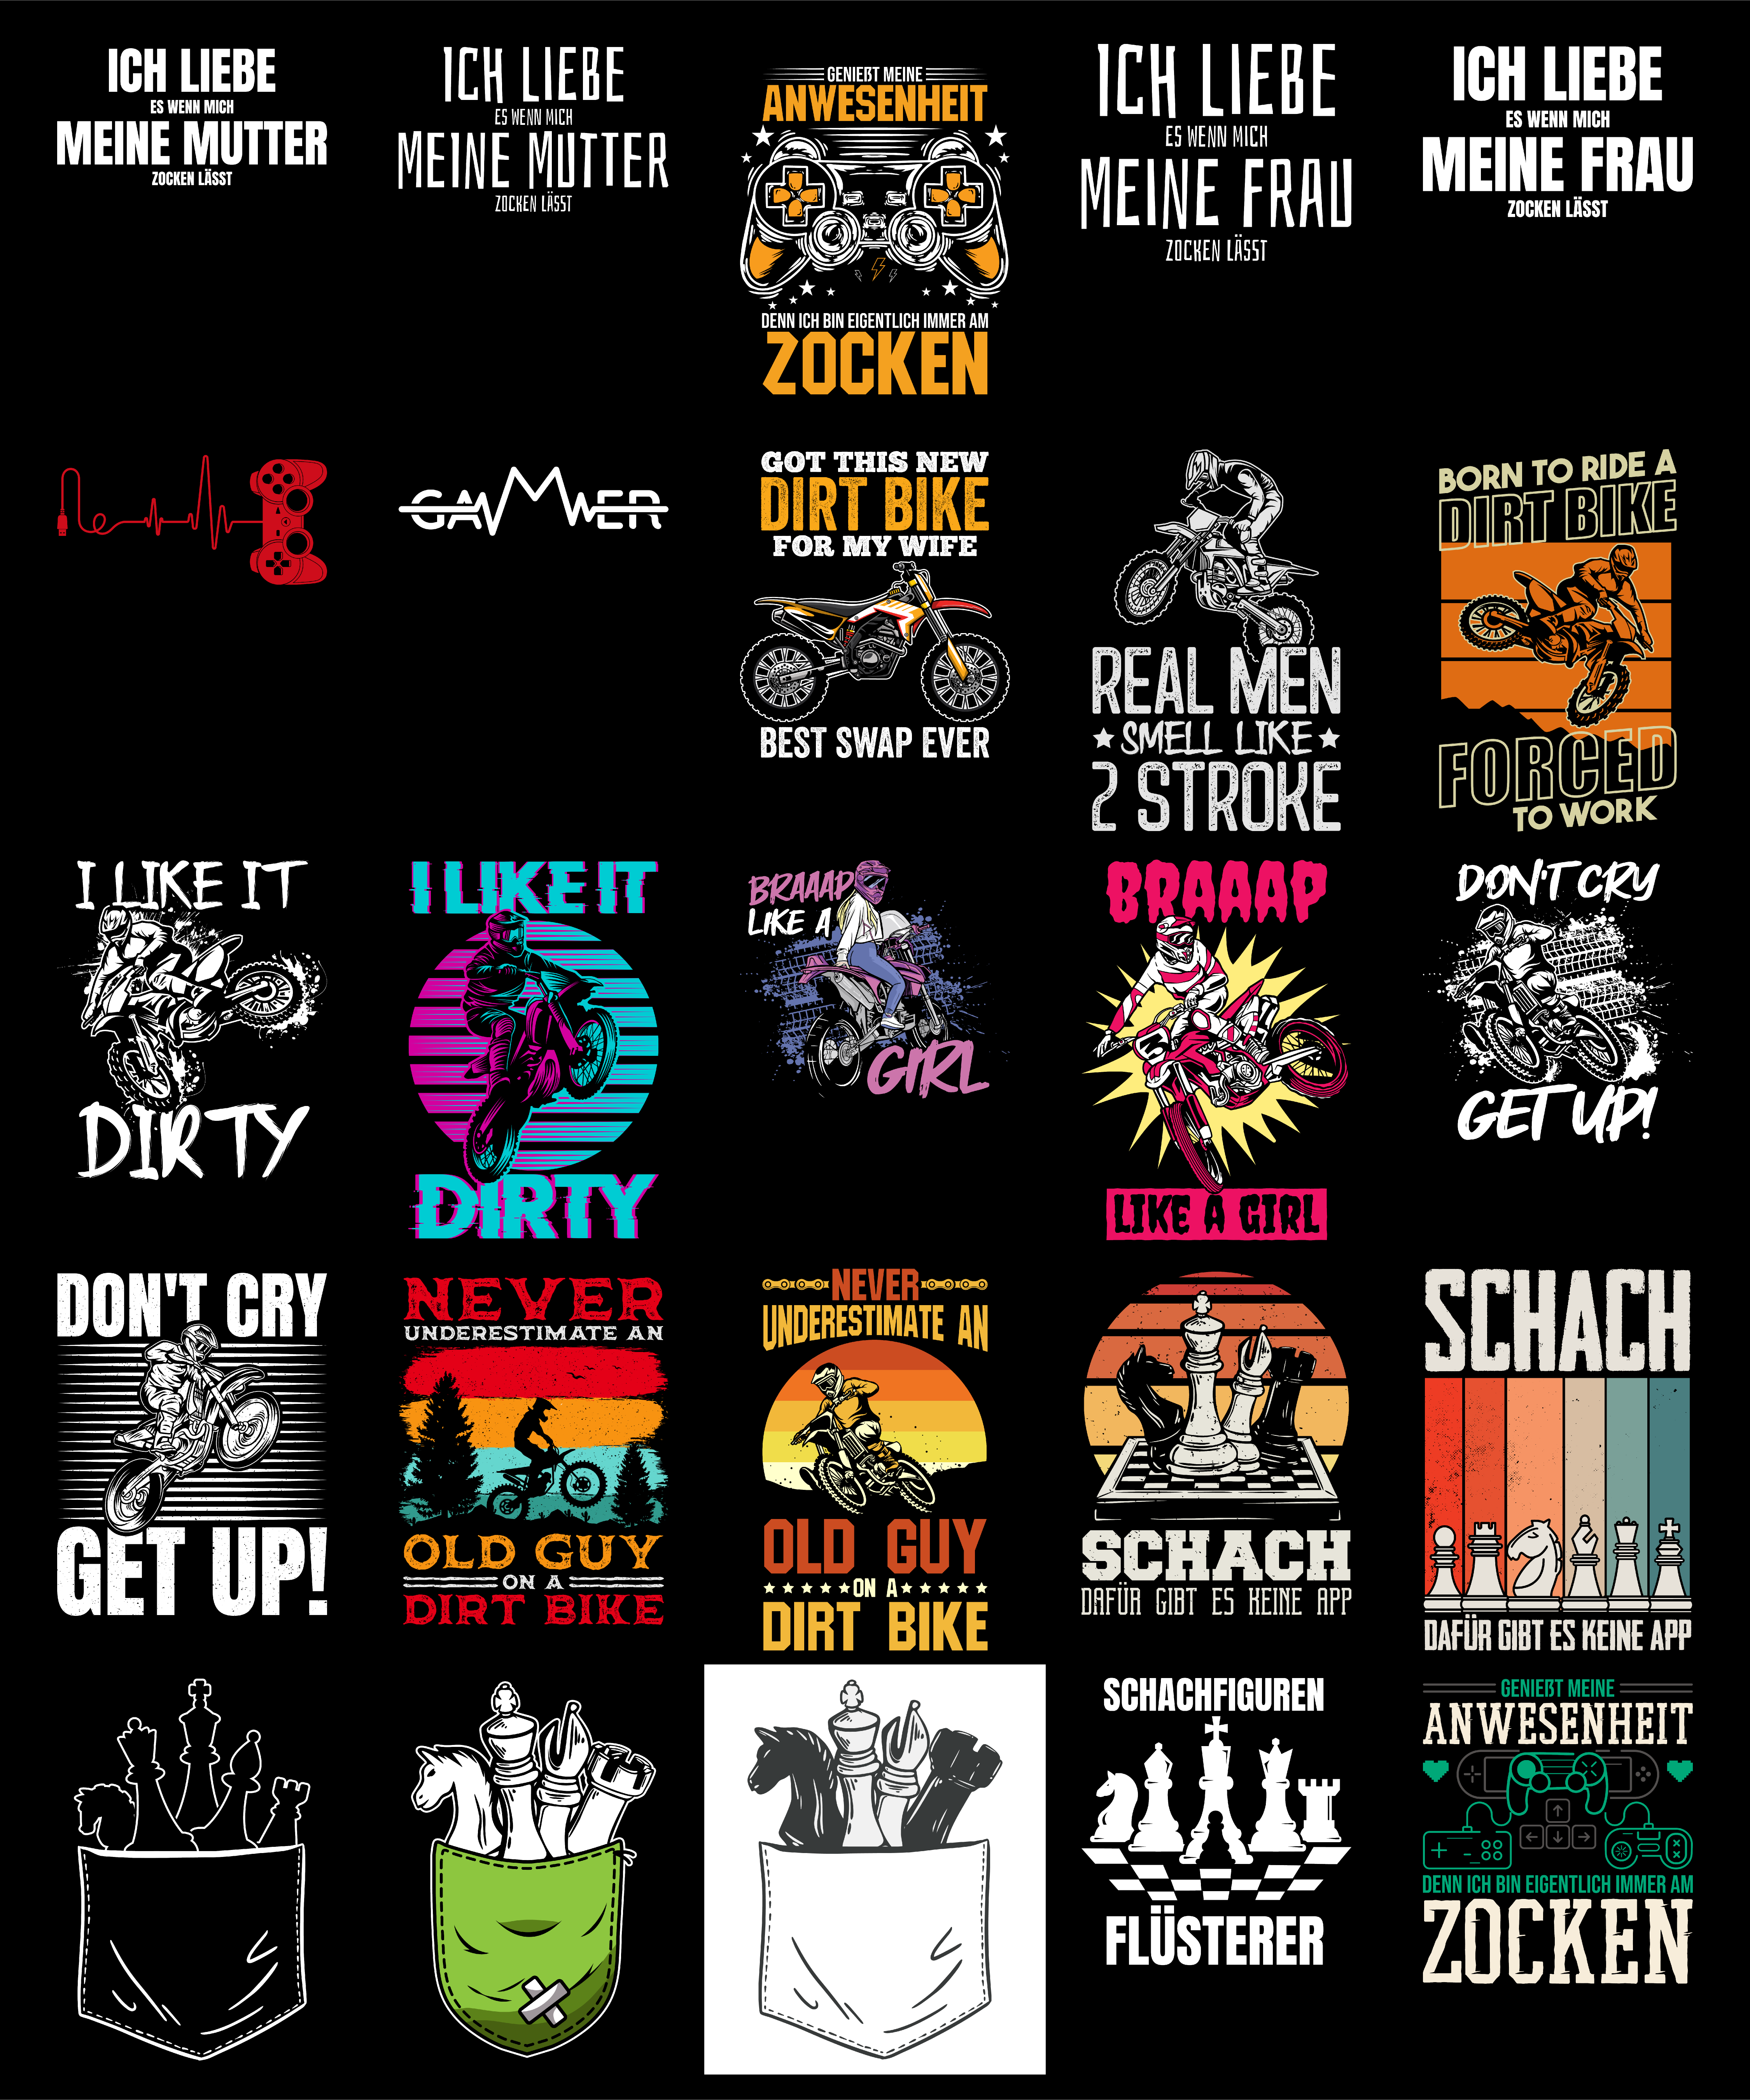 ICH LIEBE
ES WENN MICH
MEINE MUTTER
ZOCKEN LÄSST
ICH LIEBE
ES WENN MICH
MEINE MUTTER
ZOCKEN LÄSST
GENIEßT MEINE
ANWESENHEIT
DENN ICH BIN EIGENTLICH IMMER AM
ZOCKEN
ICH LIEBE
ES WENN MICH
MEINE FRAU
ZOCKEN LÄSST
ICH LIEBE
ES WENN MICH
MEINE FRAU
ZOCKEN LÄSST
GAMER
GOT THIS NEW
DIRT BIKE
FOR MY WIFE
BEST SWAP EVER
REAL MEN
SMELL LIKE
2 STROKE
BORN TO RIDE A
DIRT BIKE
FORCED
TO WORK
I LIKE IT
DIRTY
I LIKE IT
DIRTY
BRAAAP
LIKE A
GIRL
BRAAAP
3
LIKE A GIRL
DON'T CRY
GET UP!
DON'T CRY
GET UP!
NEVER
UNDERESTIMATE AN
OLD GUY
ON A
DIRT BIKE
NEVER
UNDERESTIMATE AN
OLD GUY
ON A
DIRT BIKE
SCHACH
DAFÜR GIBT ES KEINE APP
SCHACH
DAFÜR GIBT ES KEINE APP
SCHACHFIGUREN
FLÜSTERER
GENIEßT MEINE
ANWESENHEIT
DENN ICH BIN EIGENTLICH IMMER AM
ZOCKEN